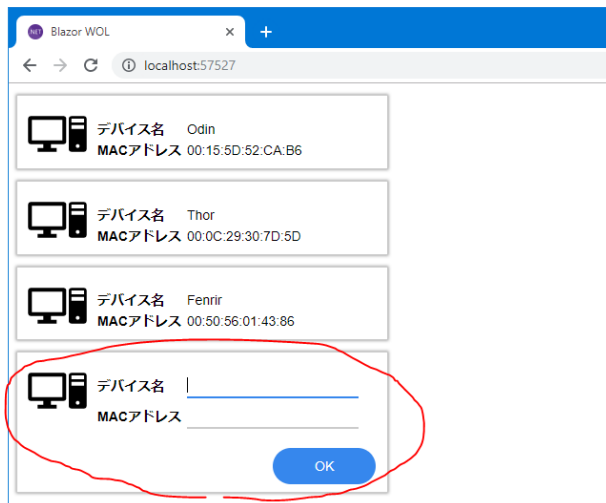 NET Blazor WOL
localhost:57527
デバイス名 Odin
MACアドレス 00:15:5D:52:CA:B6
デバイス名 Thor
MACアドレス 00:0C:29:30:7D:5D
デバイス名 Fenrir
MACアドレス 00:50:56:01:43:86
デバイス名
MACアドレス
OK